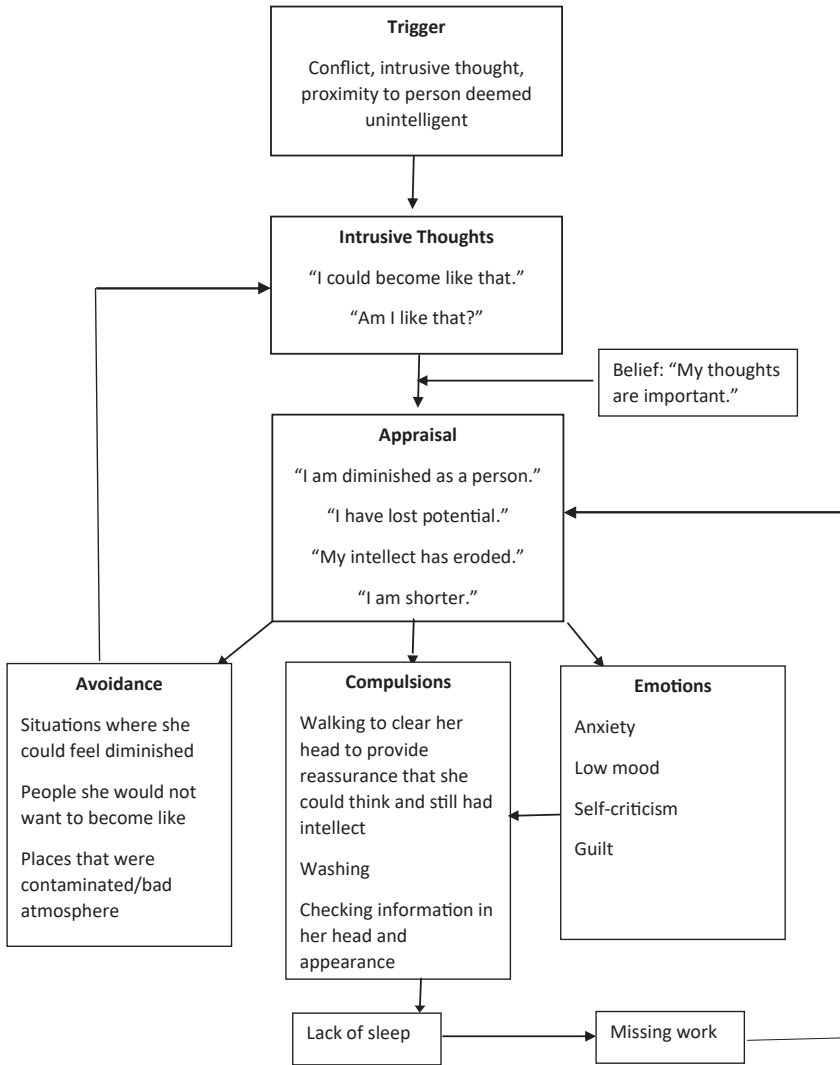 Trigger
Conflict, intrusive thought,
proximity to person deemed
unintelligent
Intrusive Thoughts
“I could become like that.”
“Am I like that?”
Belief: “My thoughts
are important.”
Appraisal
“I am diminished as a person.”
“I have lost potential.”
“My intellect has eroded.”
“I am shorter.”
Avoidance
Situations where she
could feel diminished
People she would not
want to become like
Places that were
contaminated/bad
atmosphere
Compulsions
Walking to clear her
head to provide
reassurance that she
could think and still had
intellect
Washing
Checking information in
her head and
appearance
Emotions
Anxiety
Low mood
Self-criticism
Guilt
Lack of sleep
Missing work